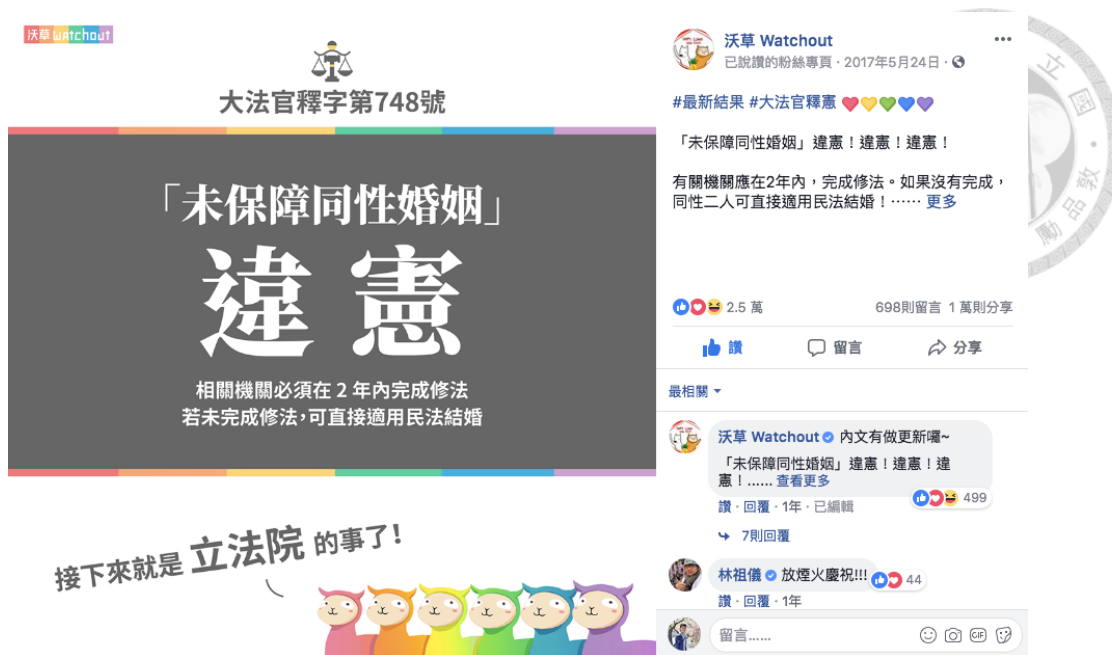 沃草 watchout
大法官釋字第748號
「未保障同性婚姻」
違憲
相關機關必須在 2 年內完成修法
若未完成修法，可直接適用民法結婚
接下來就是 立法院 的事了！
沃草 Watchout
已說讚的粉絲專頁 · 2017年5月24日 ·
#最新結果 #大法官釋憲
「未保障同性婚姻」違憲！違憲！違憲！
有關機關應在2年內，完成修法。如果沒有完成，
同性二人可直接適用民法結婚！⋯⋯ 更多
2.5 萬
698則留言 1 萬則分享
讚 留言 分享
最相關
沃草 Watchout 內文有做更新囉~
「未保障同性婚姻」違憲！違憲！違
憲！...... 查看更多
499
讚 · 回覆 · 1年 · 已編輯
7則回覆
林祖儀 放煙火慶祝!!!
44
讚 · 回覆 · 1年
留言......
GIF
立
國
敦
品
勵